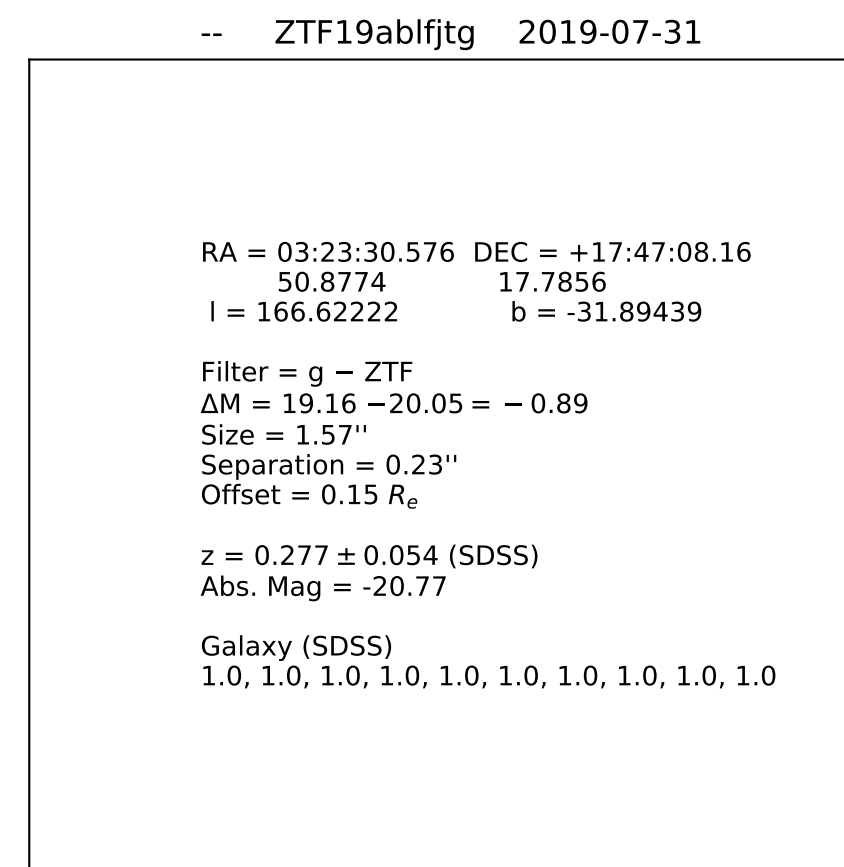 -- ZTF19ablfjtg 2019-07-31
RA = 03:23:30.576 DEC = +17:47:08.16
50.8774 17.7856
l = 166.62222 b = -31.89439
Filter = g − ZTF
ΔM = 19.16 −20.05 = − 0.89
Size = 1.57''
Separation = 0.23''
Offset = 0.15 Re
z = 0.277 ± 0.054 (SDSS)
Abs. Mag = -20.77
Galaxy (SDSS)
1.0, 1.0, 1.0, 1.0, 1.0, 1.0, 1.0, 1.0, 1.0, 1.0